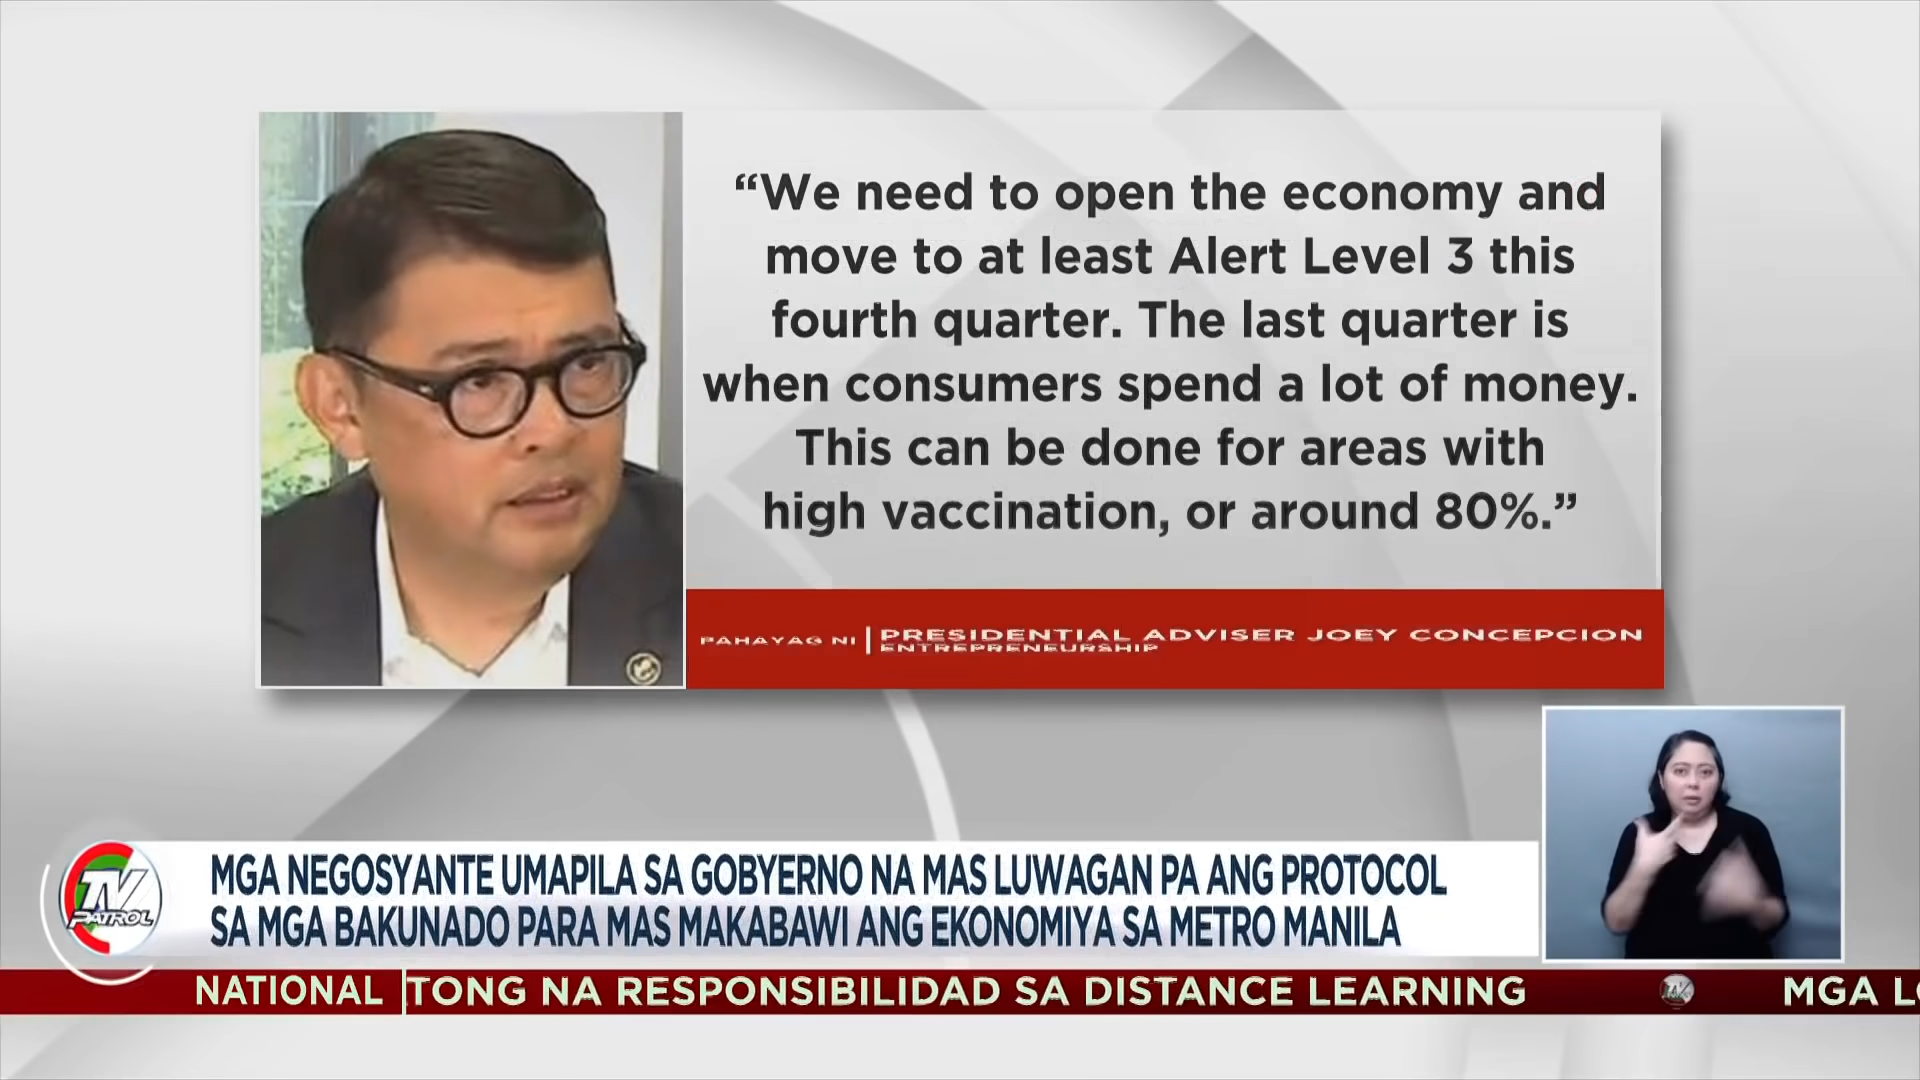 “We need to open the economy and
move to at least Alert Level 3 this
fourth quarter. The last quarter is
when consumers spend a lot of money.
This can be done for areas with
high vaccination, or around 80%.”
PAHAYAG NI
PRESIDENTIAL ADVISER JOEY CONCEPCION
ENTREPRENEURSHIP
TV PATROL
MGA NEGOSYANTE UMAPILA SA GOBYERNO NA MAS LUWAGAN PA ANG PROTOCOL
SA MGA BAKUNADO PARA MAS MAKABAWI ANG EKONOMIYA SA METRO MANILA
NATIONAL
TONG NA RESPONSIBILIDAD SA DISTANCE LEARNING
MGA